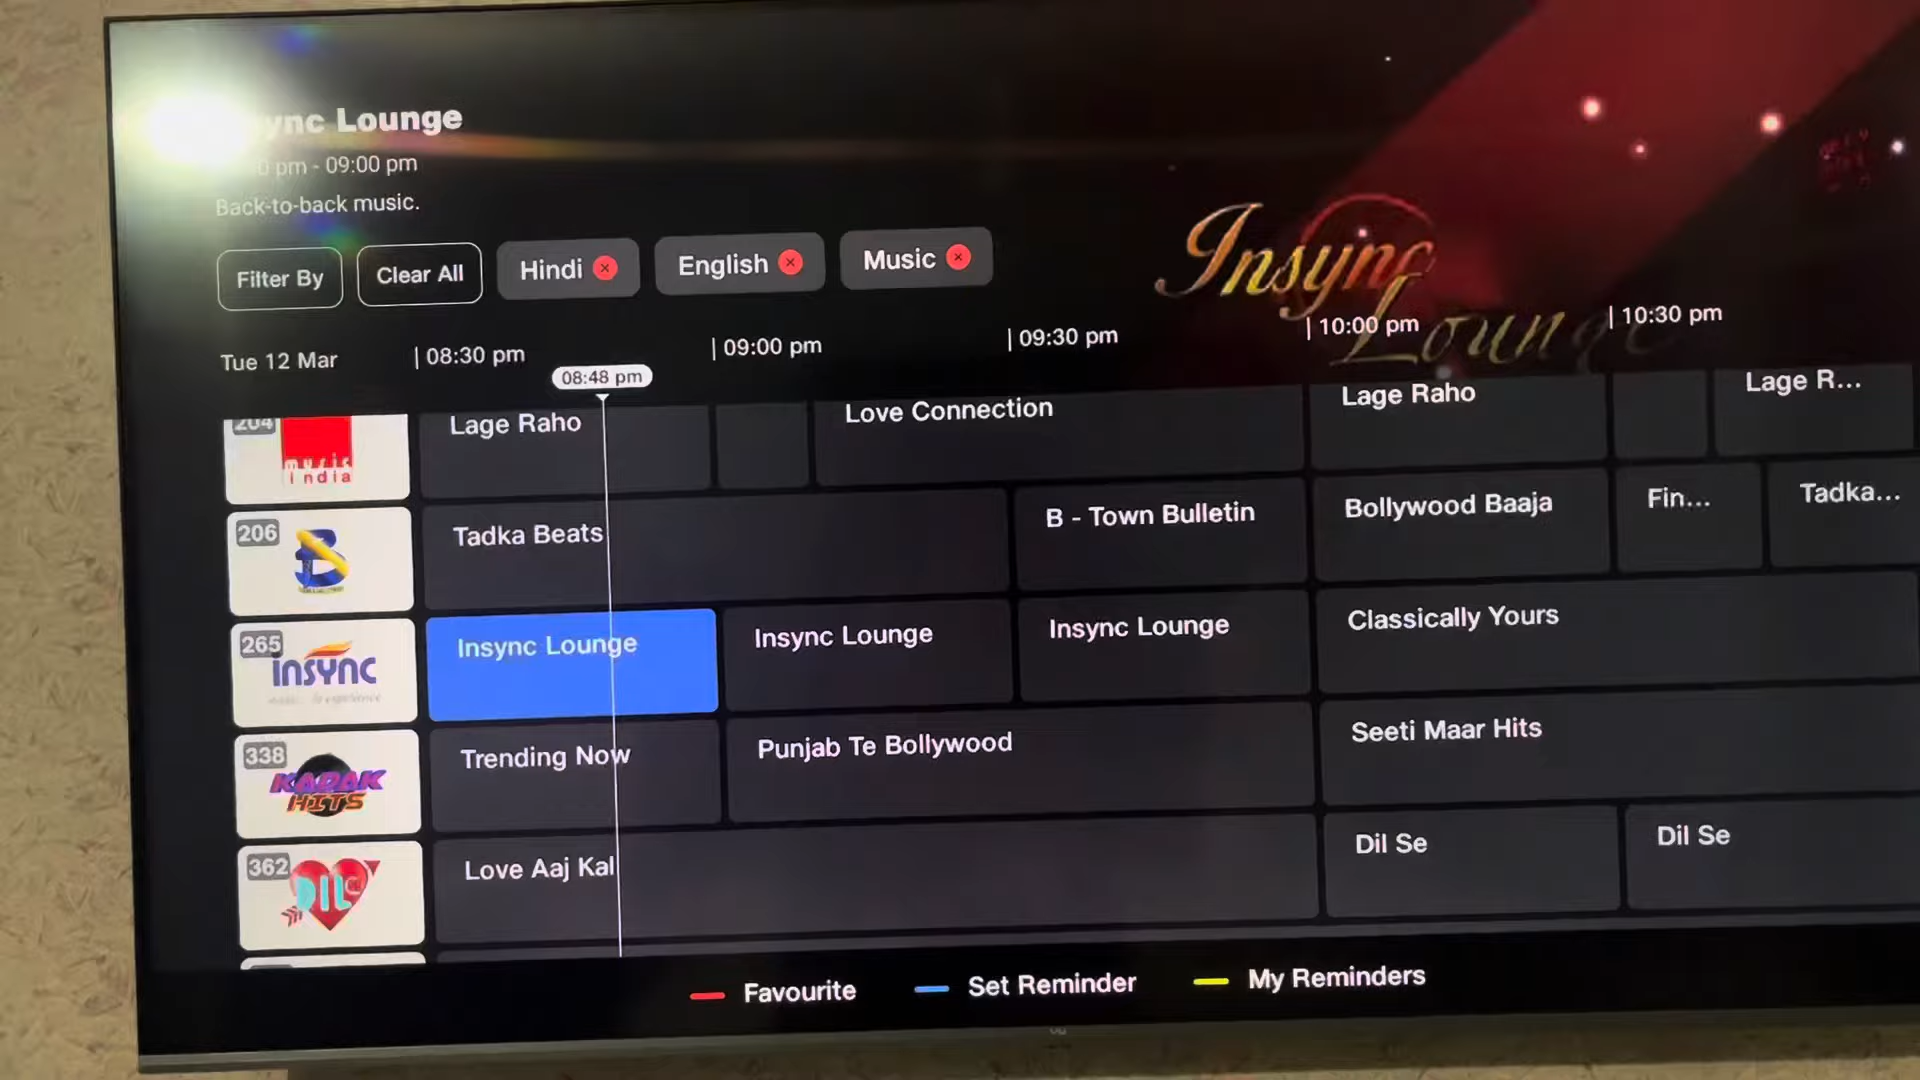 Insync Lounge
0 pm - 09:00 pm
Back-to-back music.
Filter By
Clear All
Hindi
English
Music
Insync
Lounge
Tue 12 Mar
08:30 pm
09:00 pm
09:30 pm
10:00 pm
10:30 pm
08:48 pm
204
music
india
Lage Raho
Love Connection
Lage Raho
Lage R...
206
Tadka Beats
B - Town Bulletin
Bollywood Baaja
Fin...
Tadka...
265
insync
Insync Lounge
Insync Lounge
Insync Lounge
Classically Yours
338
KADAK
HITS
Trending Now
Punjab Te Bollywood
Seeti Maar Hits
362
DIL
Love Aaj Kal
Dil Se
Dil Se
Favourite
Set Reminder
My Reminders